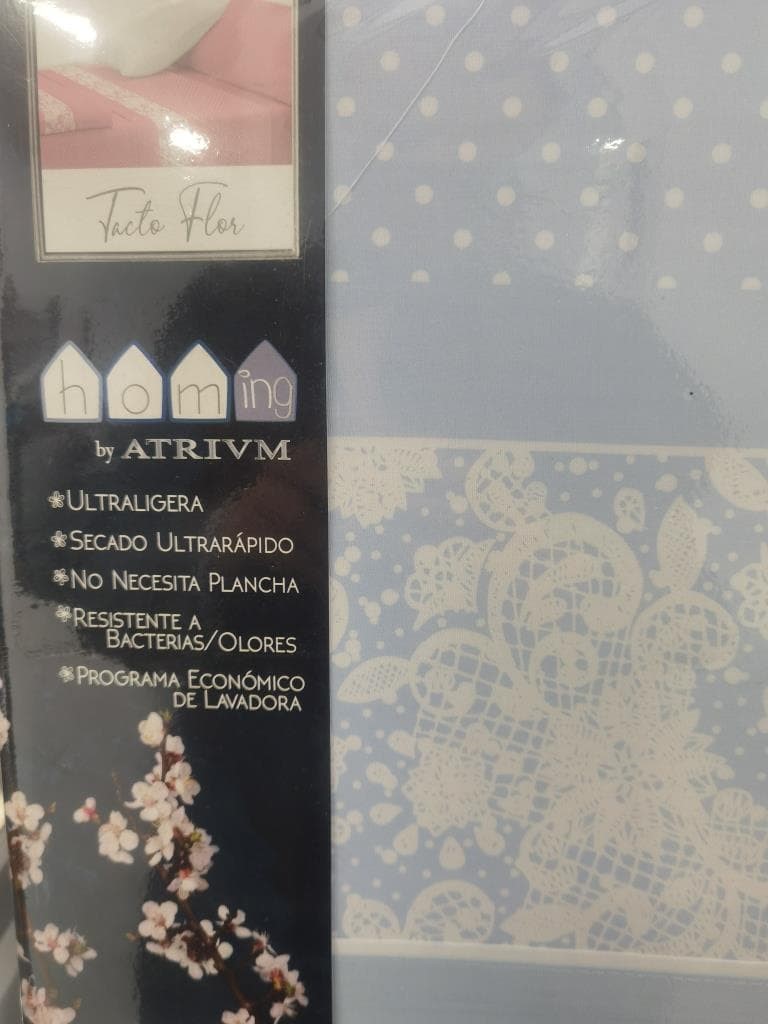 Tacto Flor
homing
by ATRIVM
ULTRALIGERA
SECADO ULTRARÁPIDO
NO NECESITA PLANCHA
RESISTENTE A
BACTERIAS/OLORES
PROGRAMA ECONÓMICO
DE LAVADORA